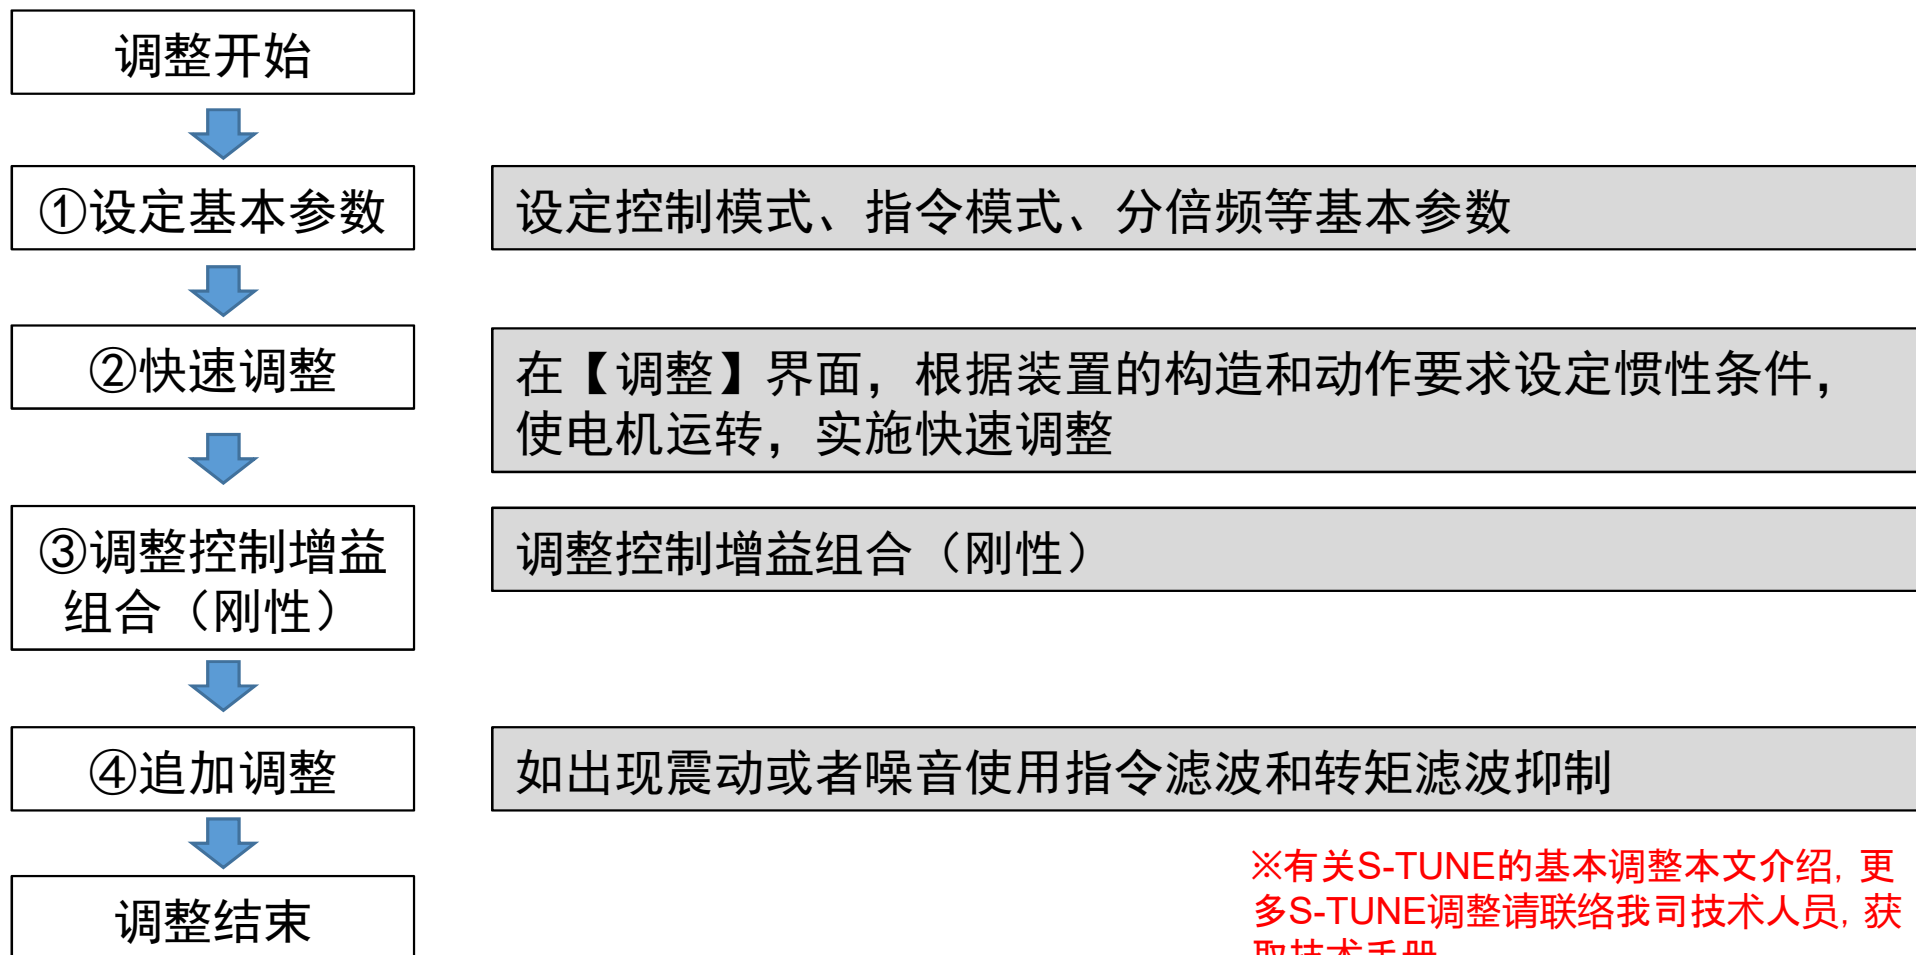 调整开始
①设定基本参数
设定控制模式、指令模式、分倍频等基本参数
②快速调整
在【调整】界面，根据装置的构造和动作要求设定惯性条件，
使电机运转，实施快速调整
③调整控制增益
组合（刚性）
调整控制增益组合（刚性）
④追加调整
如出现震动或者噪音使用指令滤波和转矩滤波抑制
调整结束
※有关S-TUNE的基本调整本文介绍，更
多S-TUNE调整请联络我司技术人员，获
取技术手册